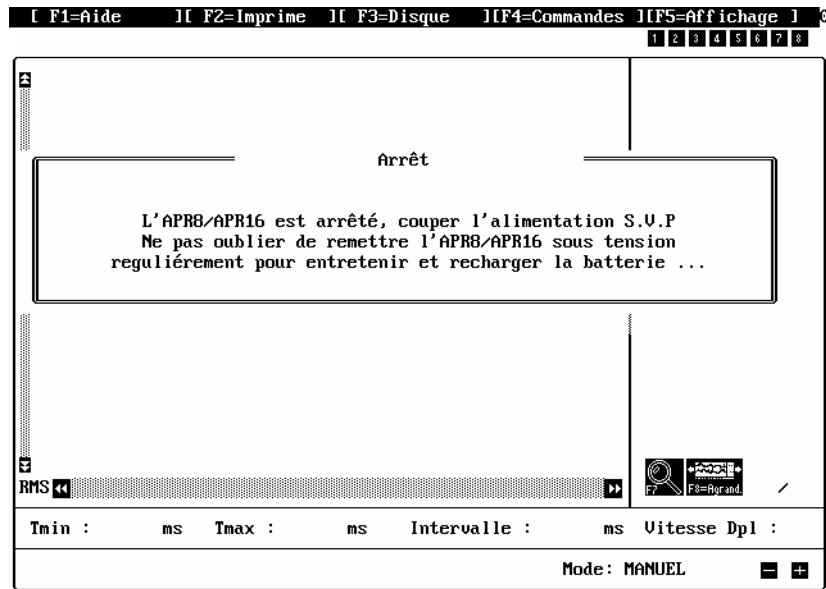 [ F1=Aide ][ F2=Imprime ][ F3=Disque ][F4=Commandes ][F5=Affichage ]
1 2 3 4 5 6 7 8
Arrêt
L'APR8/APR16 est arrêté, couper l'alimentation S.V.P
Ne pas oublier de remettre l'APR8/APR16 sous tension
reguliérement pour entretenir et recharger la batterie ...
F7 F8=Agrand.
RMS
Tmin : ms Tmax : ms Intervalle : ms Vitesse Dpl :
Mode: MANUEL - +